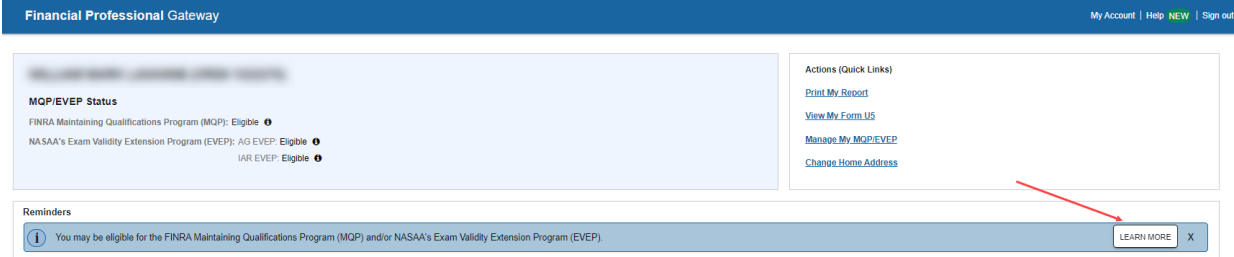 Financial Professional Gateway
My Account | Help NEW | Sign out
MQP/EVEP Status
FINRA Maintaining Qualifications Program (MQP): Eligible
NASAA's Exam Validity Extension Program (EVEP): AG EVEP: Eligible
IAR EVEP: Eligible
Actions (Quick Links)
Print My Report
View My Form U5
Manage My MQP/EVEP
Change Home Address
Reminders
You may be eligible for the FINRA Maintaining Qualifications Program (MQP) and/or NASAA's Exam Validity Extension Program (EVEP).
LEARN MORE X